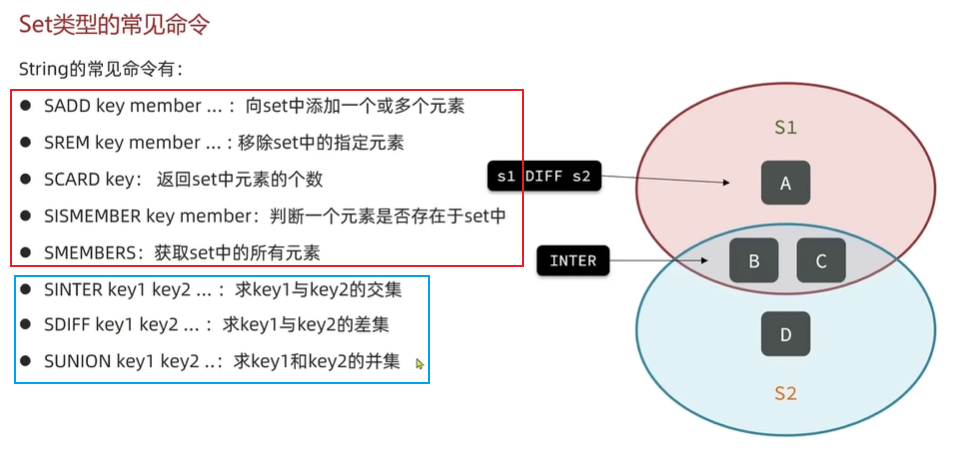 Set类型的常见命令
String的常见命令有：
● SADD key member ... ：向set中添加一个或多个元素
● SREM key member ... : 移除set中的指定元素
● SCARD key： 返回set中元素的个数
● SISMEMBER key member：判断一个元素是否存在于set中
● SMEMBERS：获取set中的所有元素
● SINTER key1 key2 ... ：求key1与key2的交集
● SDIFF key1 key2 ... ：求key1与key2的差集
● SUNION key1 key2 ..：求key1和key2的并集
S1
s1 DIFF s2
A
INTER
B
C
D
S2